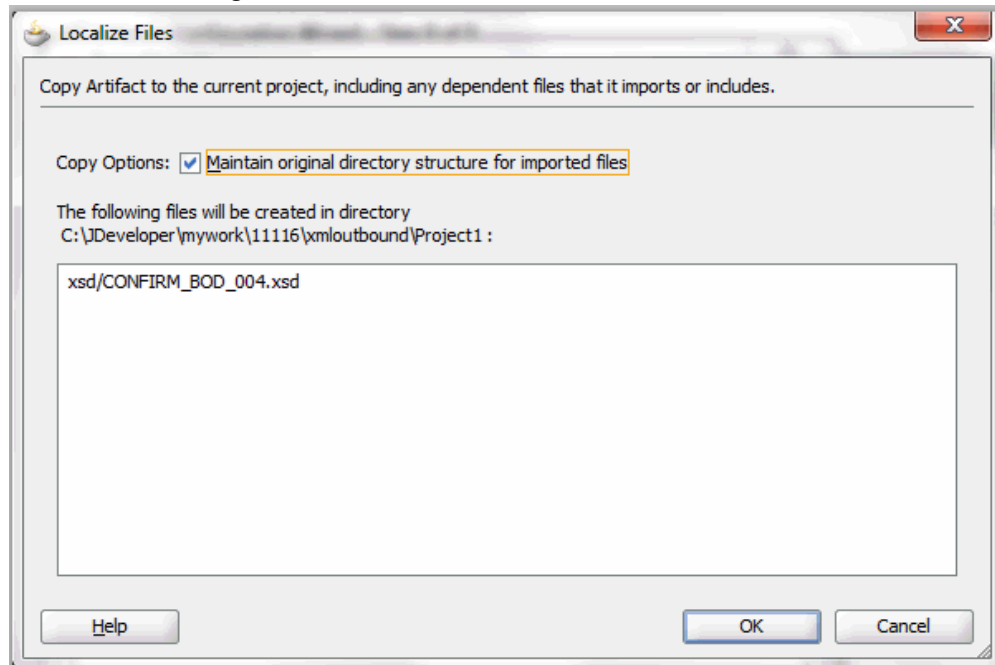 Localize Files
Copy Artifact to the current project, including any dependent files that it imports or includes.
Copy Options: Maintain original directory structure for imported files
The following files will be created in directory
C:\JDeveloper\mywork\11116\xmloutbound\Project1 :
xsd/CONFIRM_BOD_004.xsd
Help OK Cancel